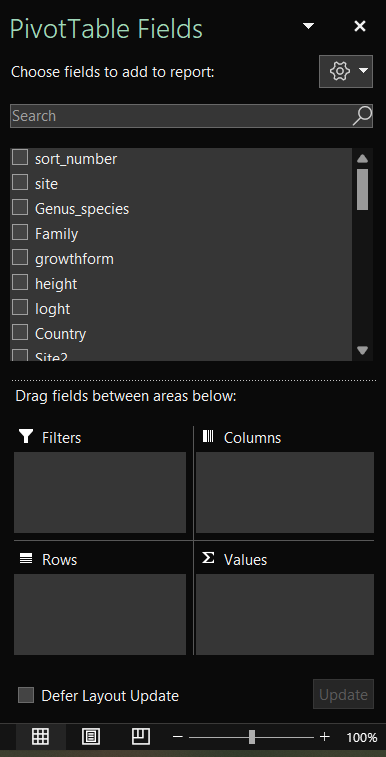 PivotTable Fields
Choose fields to add to report:
Search
sort_number
site
Genus_species
Family
growthform
height
loght
Country
Site2
Drag fields between areas below:
Filters
Columns
Rows
Values
Defer Layout Update
Update
100%